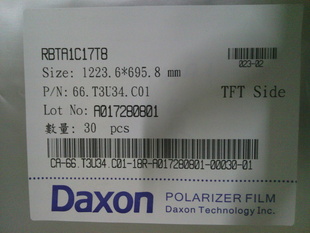 RBTA1C17T8
023-02
Size: 1223.6*695.8 mm
P/N: 66.T3U34.C01
TFT Side
Lot No: A017280801
數量: 30 pcs
CA-66.T3U34.C01-18R-A017280801-00030-01
Daxon
POLARIZER FILM
Daxon Technology Inc.